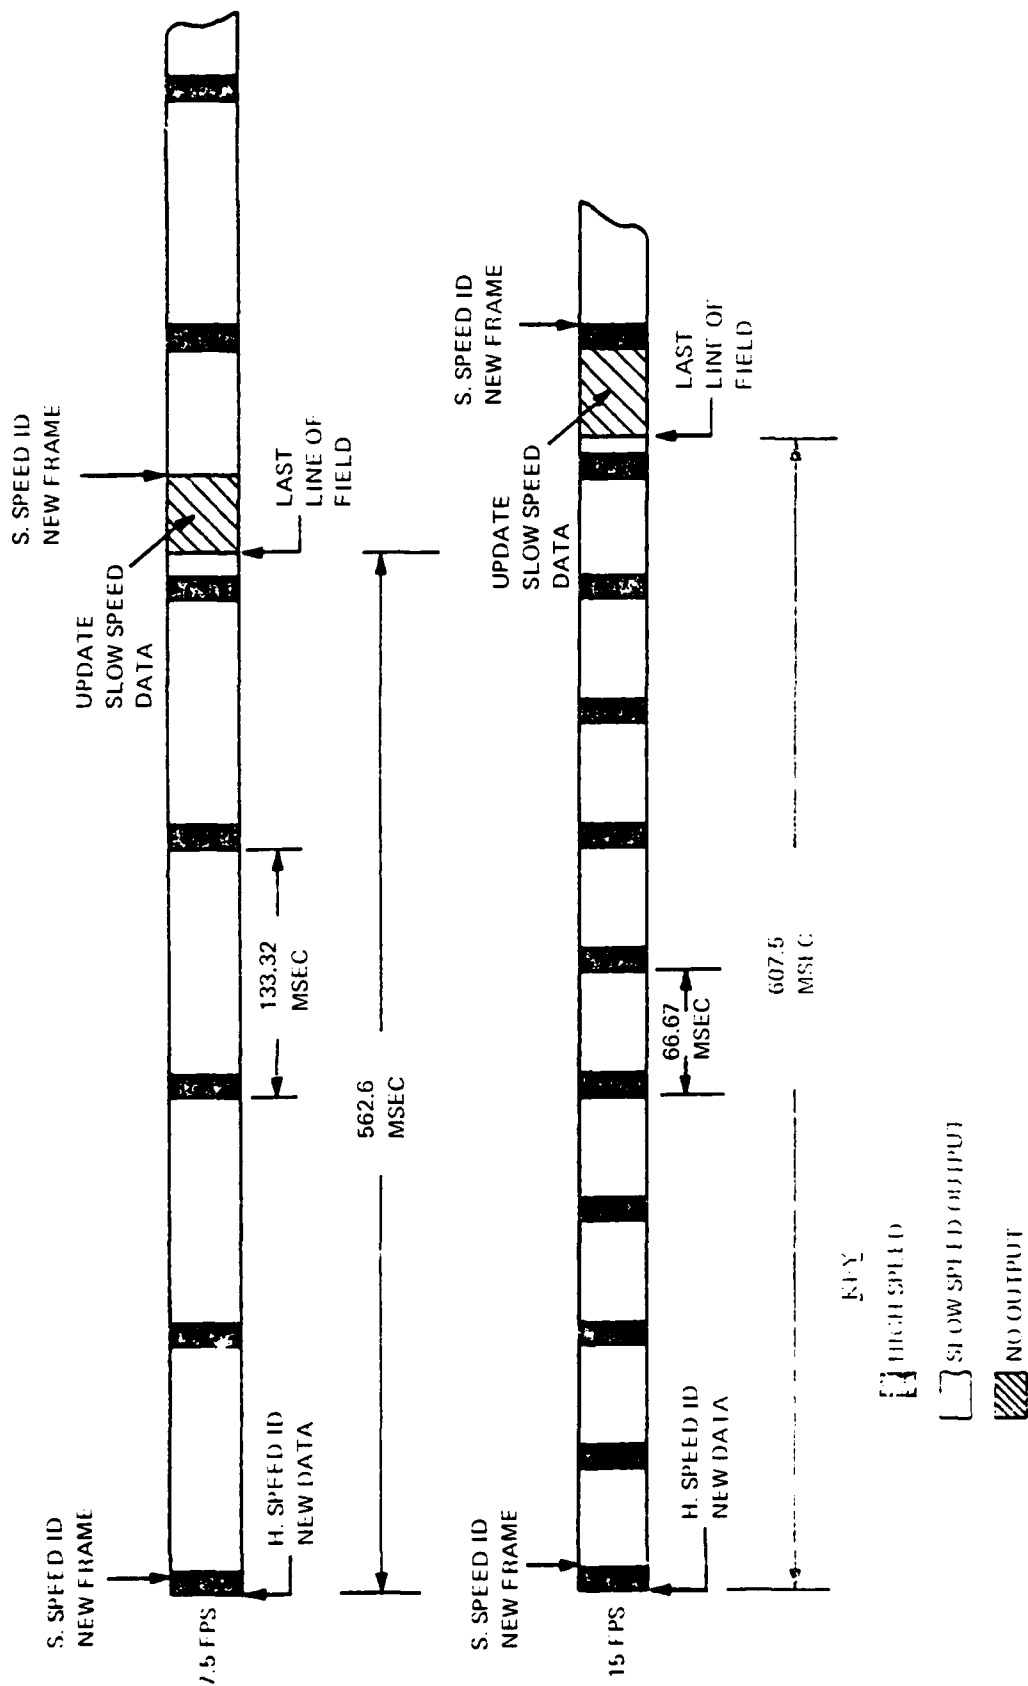 7.5 FPS
S. SPEED ID
NEW FRAME
H. SPEED ID
NEW DATA
133.32
MSEC
562.6
MSEC
UPDATE
SLOW SPEED
DATA
S. SPEED ID
NEW FRAME
LAST
LINE OF
FIELD
15 FPS
S. SPEED ID
NEW FRAME
H. SPEED ID
NEW DATA
66.67
MSEC
607.5
MSEC
UPDATE
SLOW SPEED
DATA
S. SPEED ID
NEW FRAME
LAST
LINE OF
FIELD
KEY
HIGH SPEED
SLOW SPEED OUTPUT
NO OUTPUT